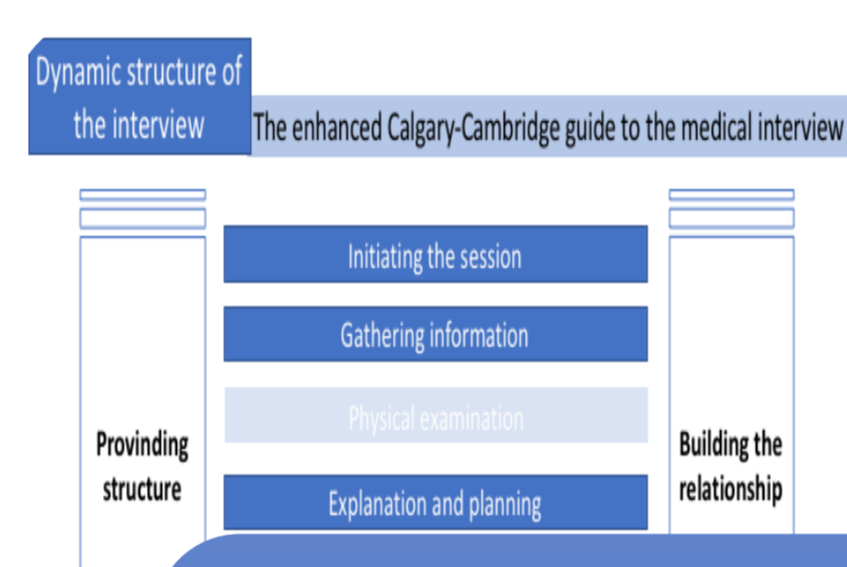 Dynamic structure of
the interview
The enhanced Calgary-Cambridge guide to the medical interview
Initiating the session
Gathering information
Physical examination
Provinding
structure
Building the
relationship
Explanation and planning